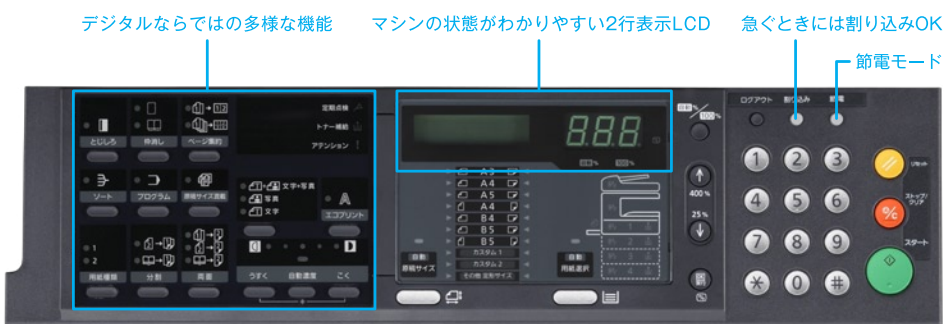 デジタルならではの多様な機能
マシンの状態がわかりやすい2行表示LCD
急ぐときには割り込みOK
節電モード
定期点検
トナー補給
アテンション
とじしろ
枠消し
ページ集約
ソート
プログラム
原稿サイズ混載
文字+写真
写真
文字
A
エコプリント
1
2
用紙種類
分割
両面
うすく
自動濃度
こく
888
A3
A4
A5
A4
B4
B5
B5
カスタム 1
カスタム 2
その他 定形サイズ
自動
原稿サイズ
自動
用紙選択
自動 %
100%
400 %
25 %
ログアウト
割り込み
節電
1
2
3
4
5
6
7
8
9
*
0
#
リセット
ストップ/
クリア
スタート